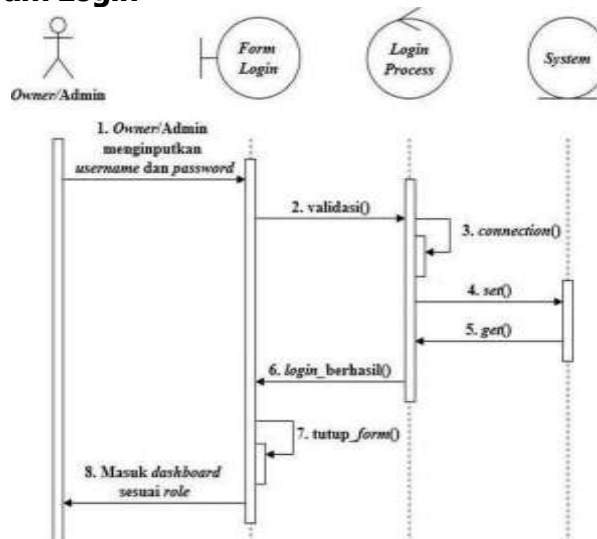 Login
Owner/Admin
Form
Login
Login
Process
System
1. Owner/Admin
menginputkan
username dan password
2. validasi()
3. connection()
4. set()
5. get()
6. login_berhasil()
7. tutup_form()
8. Masuk dashboard
sesuai role